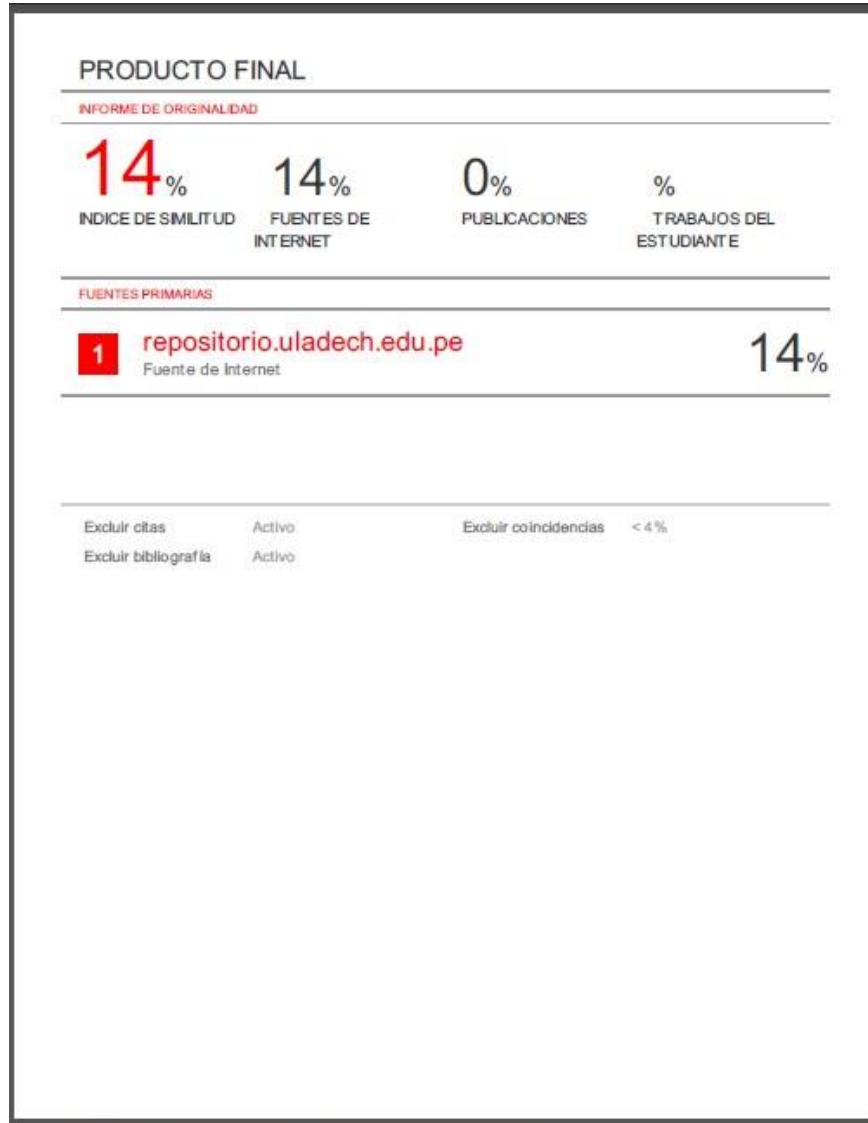 PRODUCTO FINAL
INFORME DE ORIGINALIDAD
14% 14% 0% %
INDICE DE SIMILITUD FUENTES DE INTERNET PUBLICACIONES TRABAJOS DEL ESTUDIANTE
FUENTES PRIMARIAS
1 repositorio.uladech.edu.pe 14%
Fuente de Internet
Excluir citas Activo Excluir coincidencias < 4%
Excluir bibliografía Activo